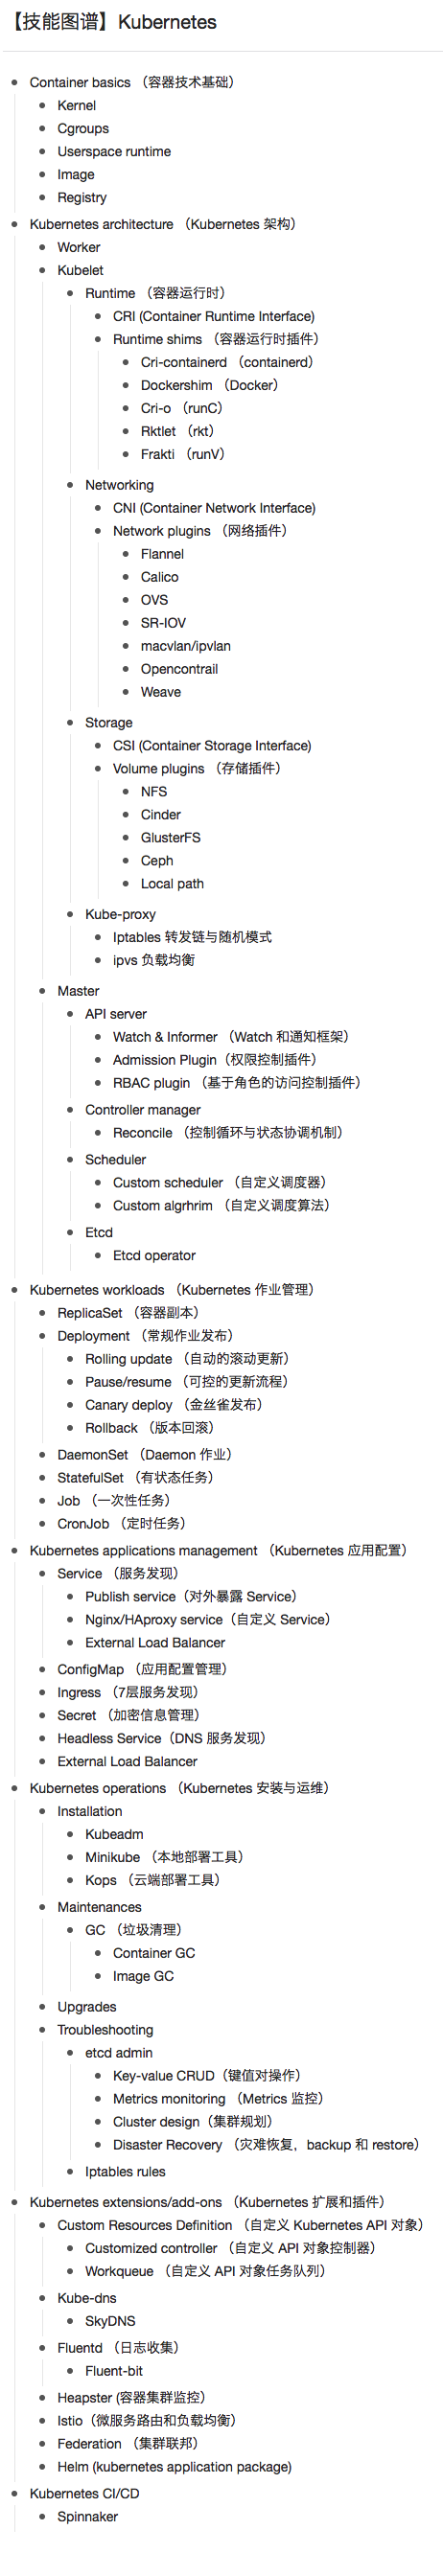 【技能图谱】Kubernetes
Container basics （容器技术基础）
Kernel
Cgroups
Userspace runtime
Image
Registry
Kubernetes architecture （Kubernetes 架构）
Worker
Kubelet
Runtime （容器运行时）
CRI (Container Runtime Interface)
Runtime shims （容器运行时插件）
Cri-containerd （containerd）
Dockershim （Docker）
Cri-o （runC）
Rktlet （rkt）
Frakti （runV）
Networking
CNI (Container Network Interface)
Network plugins （网络插件）
Flannel
Calico
OVS
SR-IOV
macvlan/ipvlan
Opencontrail
Weave
Storage
CSI (Container Storage Interface)
Volume plugins （存储插件）
NFS
Cinder
GlusterFS
Ceph
Local path
Kube-proxy
Iptables 转发链与随机模式
ipvs 负载均衡
Master
API server
Watch & Informer （Watch 和通知框架）
Admission Plugin（权限控制插件）
RBAC plugin （基于角色的访问控制插件）
Controller manager
Reconcile （控制循环与状态协调机制）
Scheduler
Custom scheduler （自定义调度器）
Custom algrhrim （自定义调度算法）
Etcd
Etcd operator
Kubernetes workloads （Kubernetes 作业管理）
ReplicaSet （容器副本）
Deployment （常规作业发布）
Rolling update （自动的滚动更新）
Pause/resume （可控的更新流程）
Canary deploy （金丝雀发布）
Rollback （版本回滚）
DaemonSet （Daemon 作业）
StatefulSet （有状态任务）
Job （一次性任务）
CronJob （定时任务）
Kubernetes applications management （Kubernetes 应用配置）
Service （服务发现）
Publish service（对外暴露 Service）
Nginx/HAproxy service（自定义 Service）
External Load Balancer
ConfigMap （应用配置管理）
Ingress （7层服务发现）
Secret （加密信息管理）
Headless Service（DNS 服务发现）
External Load Balancer
Kubernetes operations （Kubernetes 安装与运维）
Installation
Kubeadm
Minikube （本地部署工具）
Kops （云端部署工具）
Maintenances
GC （垃圾清理）
Container GC
Image GC
Upgrades
Troubleshooting
etcd admin
Key-value CRUD（键值对操作）
Metrics monitoring （Metrics 监控）
Cluster design（集群规划）
Disaster Recovery （灾难恢复，backup 和 restore）
Iptables rules
Kubernetes extensions/add-ons （Kubernetes 扩展和插件）
Custom Resources Definition （自定义 Kubernetes API 对象）
Customized controller （自定义 API 对象控制器）
Workqueue （自定义 API 对象任务队列）
Kube-dns
SkyDNS
Fluentd （日志收集）
Fluent-bit
Heapster (容器集群监控）
Istio（微服务路由和负载均衡）
Federation （集群联邦）
Helm (kubernetes application package)
Kubernetes CI/CD
Spinnaker